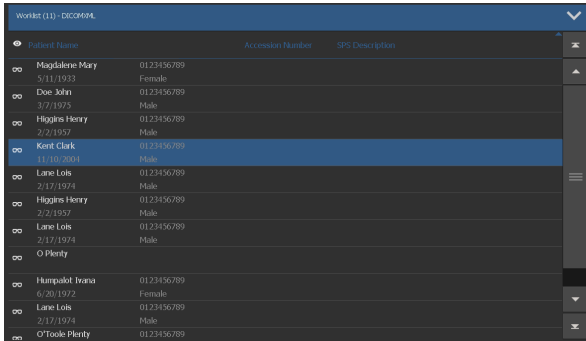 Worklist (11) - DICOMXML
Patient Name Accession Number SPS Description
Magdalene Mary 0123456789
5/11/1933 Female
Doe John 0123456789
3/7/1975 Male
Higgins Henry 0123456789
2/2/1957 Male
Kent Clark 0123456789
11/10/2004 Male
Lane Lois 0123456789
2/17/1974 Male
Higgins Henry 0123456789
2/2/1957 Male
Lane Lois 0123456789
2/17/1974 Male
O Plenty
Humpalot Ivana 0123456789
6/20/1972 Female
Lane Lois 0123456789
2/17/1974 Male
O'Toole Plenty 0123456789